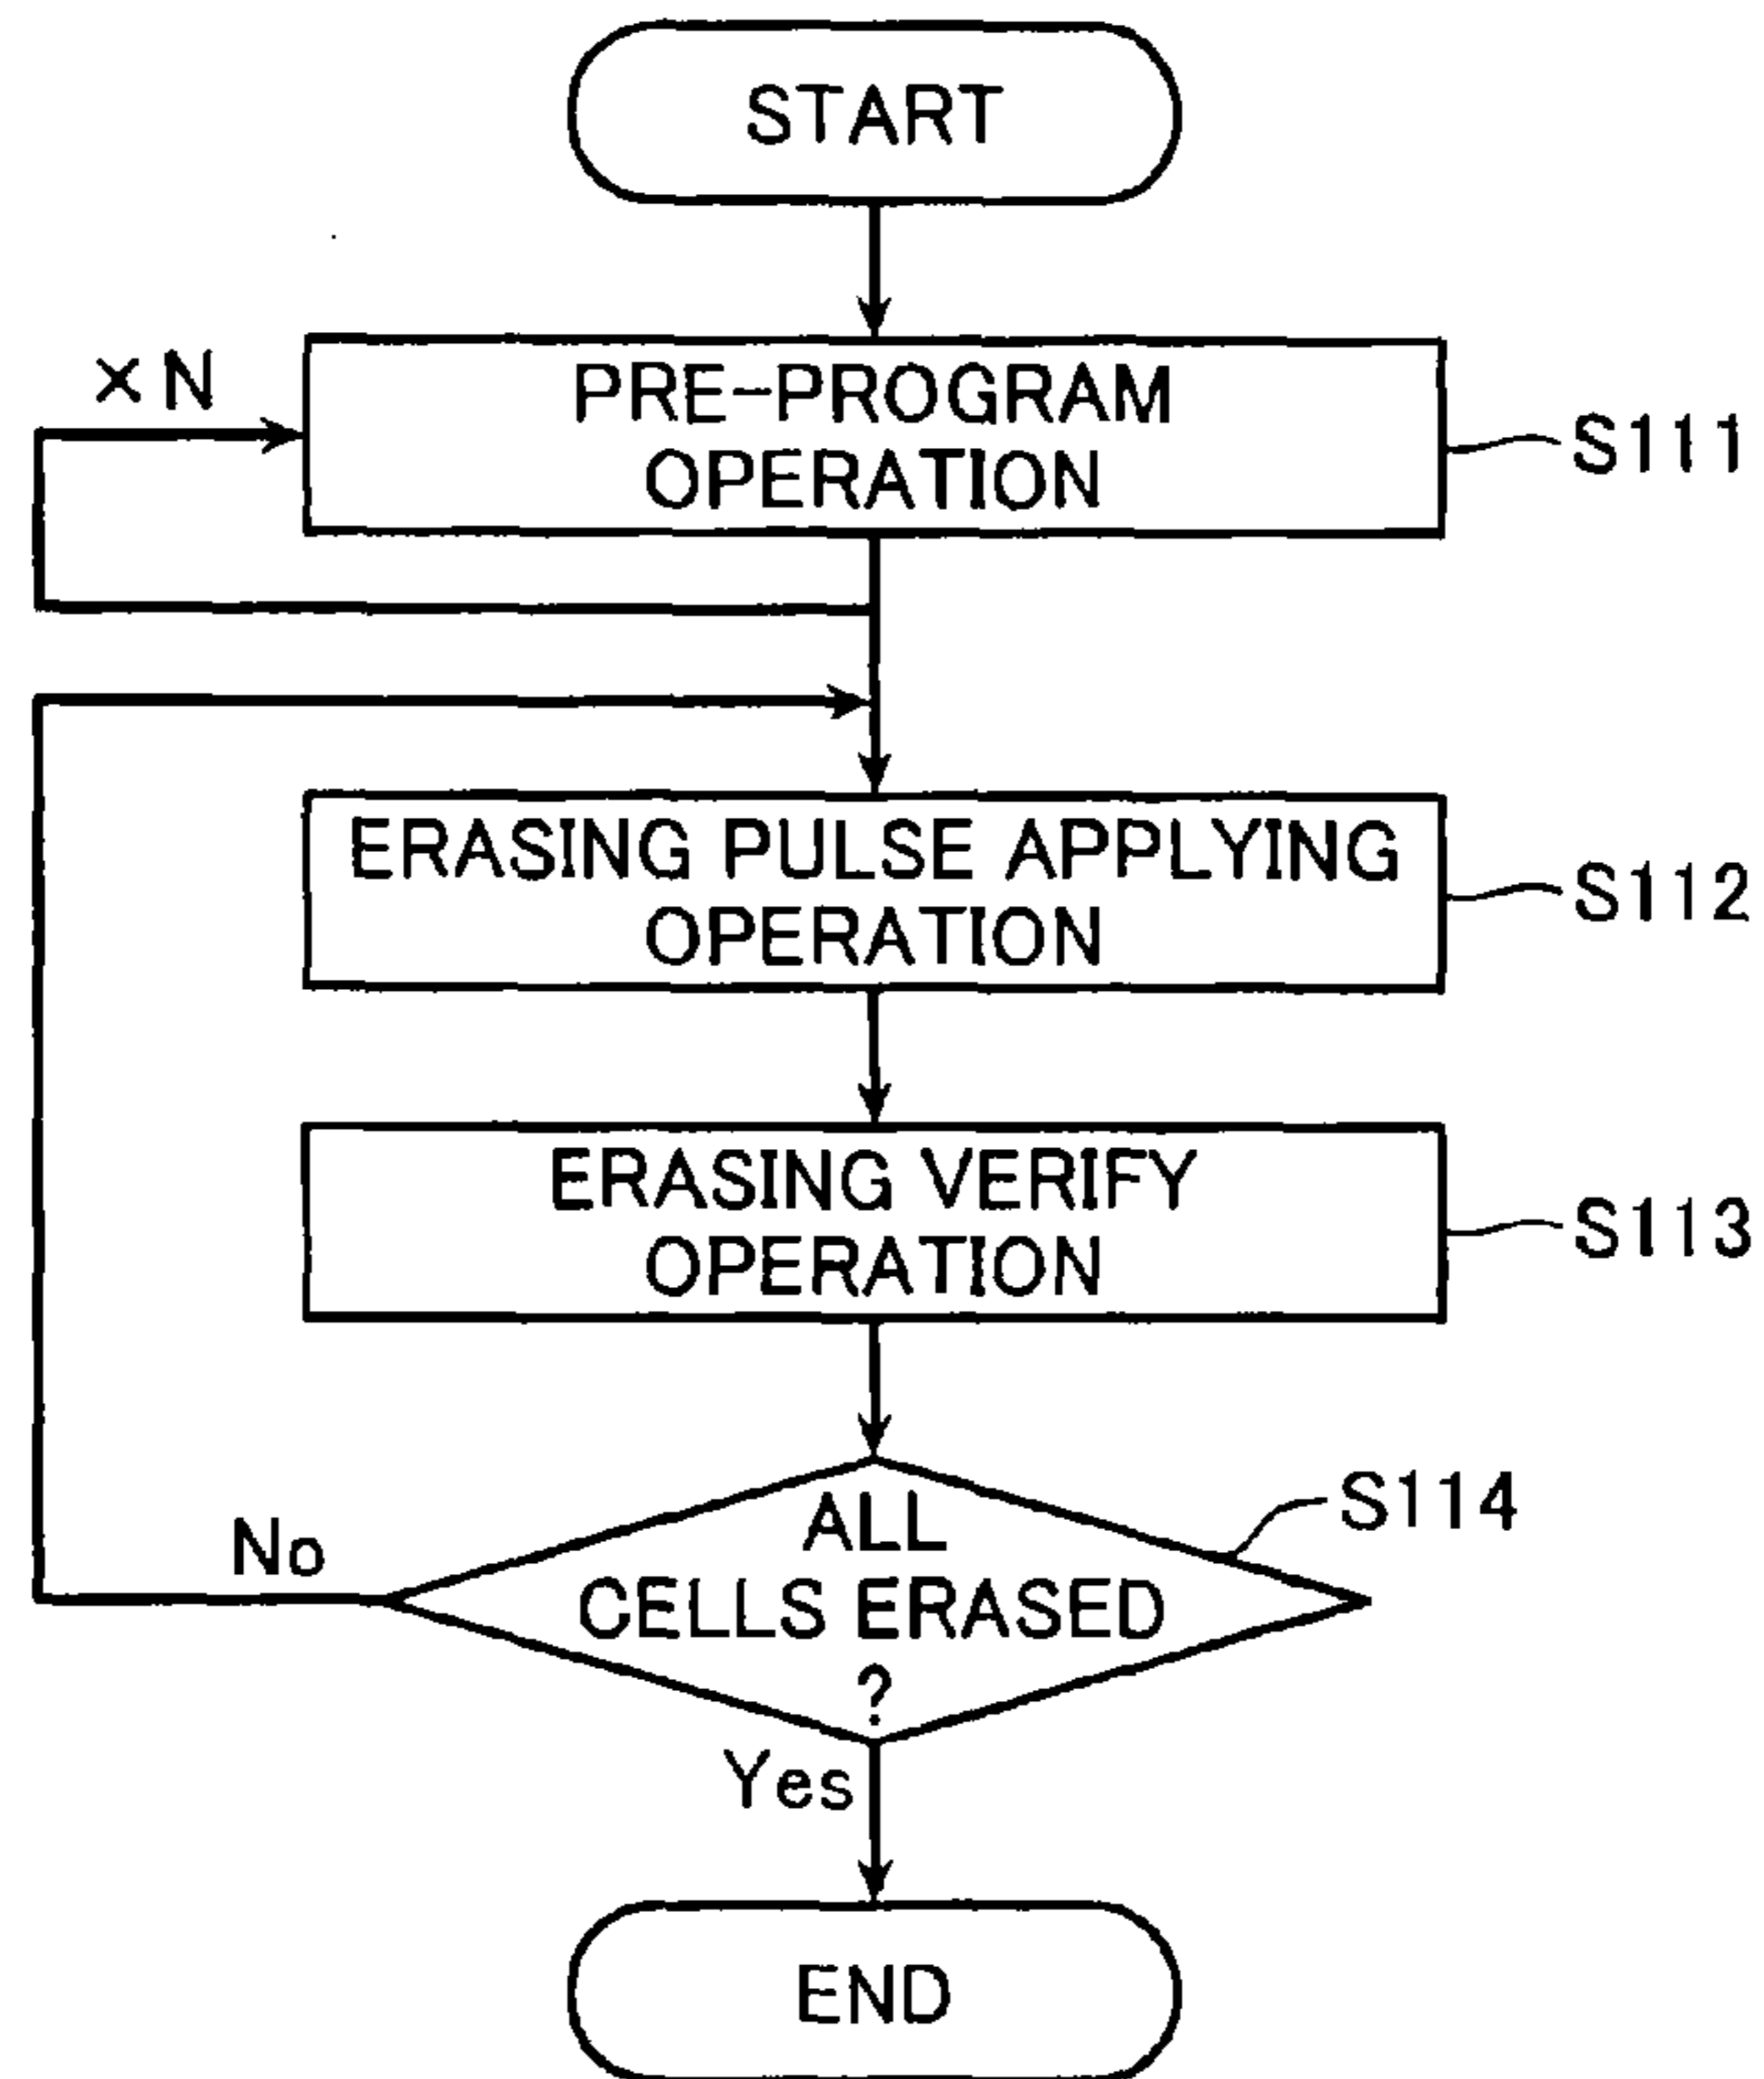 START
×N
PRE-PROGRAM
OPERATION
S111
ERASING PULSE APPLYING
OPERATION
S112
ERASING VERIFY
OPERATION
S113
ALL
CELLS ERASED
?
S114
No
Yes
END